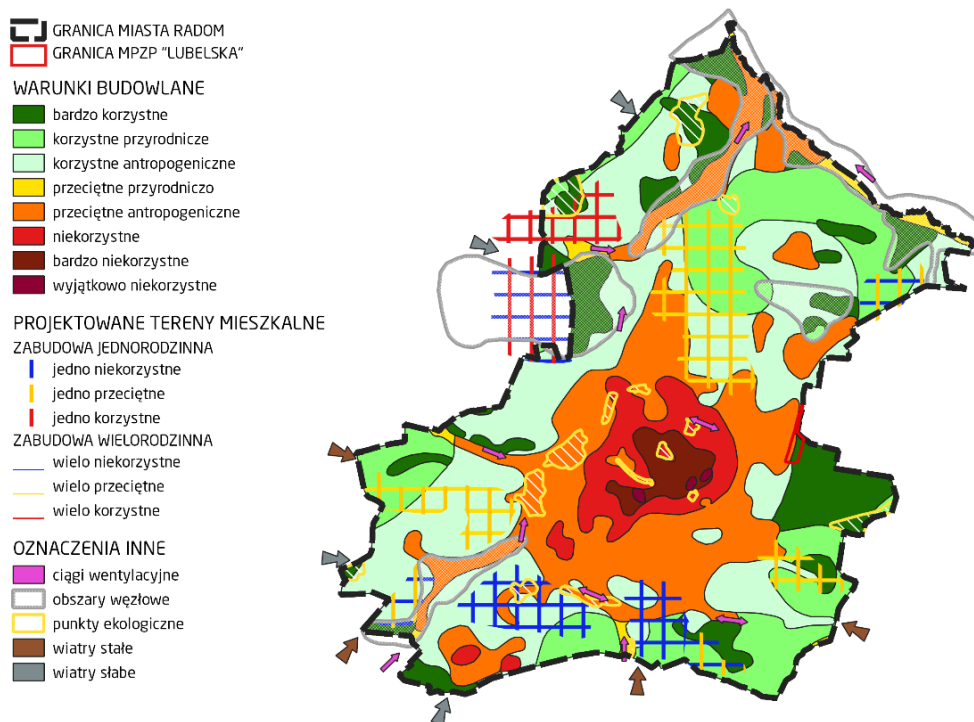 GRANICA MIASTA RADOM
GRANICA MPZP "LUBELSKA"
WARUNKI BUDOWLANE
bardzo korzystne
korzystne przyrodnicze
korzystne antropogeniczne
przeciętne przyrodniczo
przeciętne antropogeniczne
niekorzystne
bardzo niekorzystne
wyjątkowo niekorzystne
PROJEKTOWANE TERENY MIESZKALNE
ZABUDOWA JEDNORODZINNA
jedno niekorzystne
jedno przeciętne
jedno korzystne
ZABUDOWA WIELORODZINNA
wielo niekorzystne
wielo przeciętne
wielo korzystne
OZNACZENIA INNE
ciągi wentylacyjne
obszary węzłowe
punkty ekologiczne
wiatry stałe
wiatry słabe